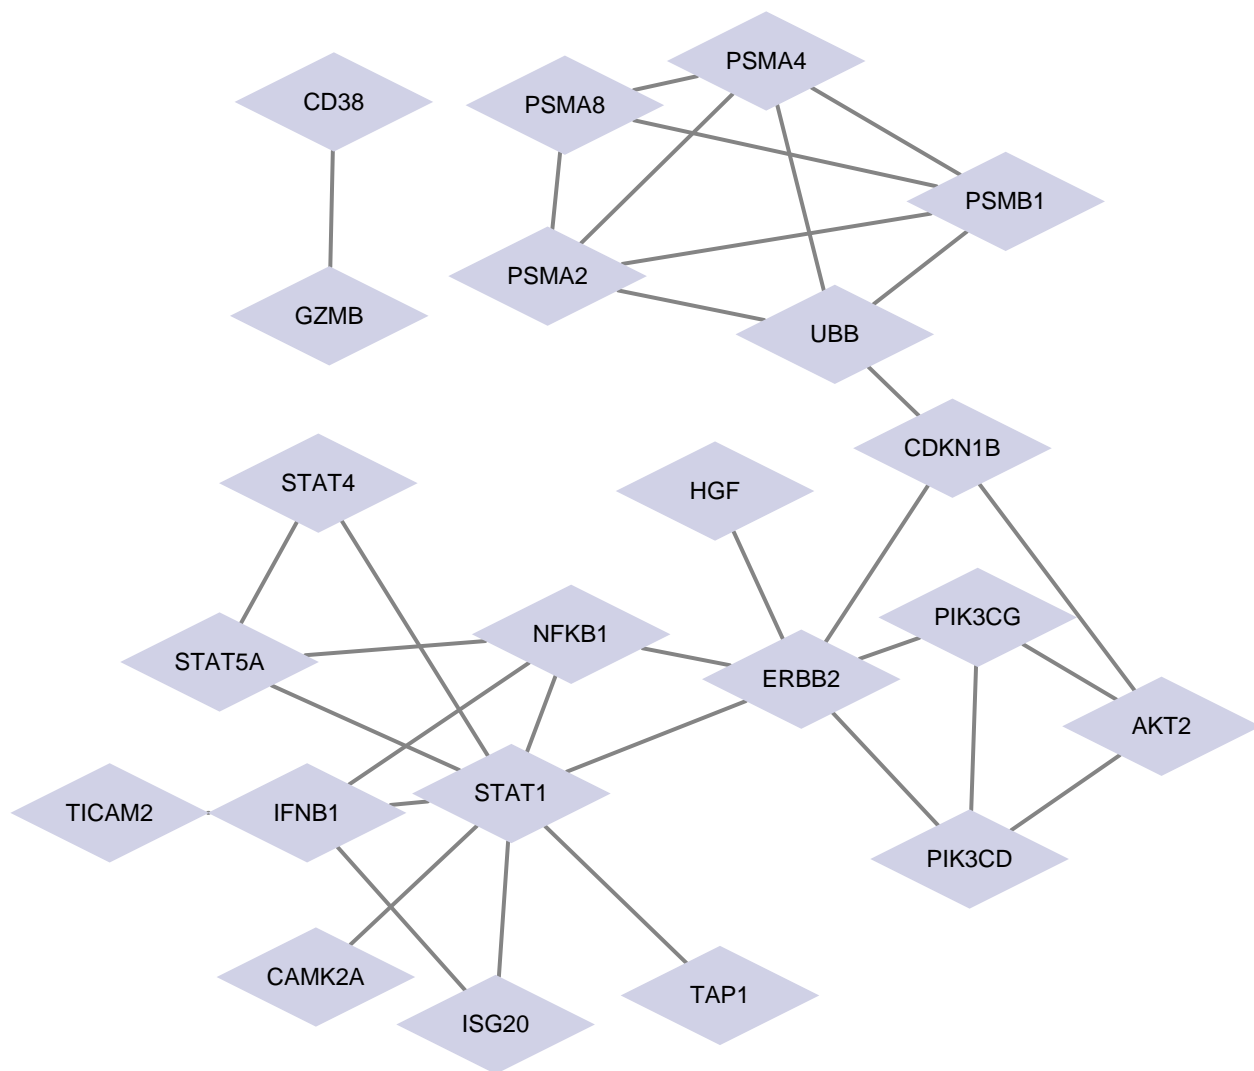 PSMA4
CD38
PSMA8
PSMB1
PSMA2
GZMB
UBB
CDKN1B
STAT4
HGF
PIK3CG
NFKB1
STAT5A
ERBB2
AKT2
STAT1
TICAM2
IFNB1
PIK3CD
CAMK2A
TAP1
ISG20